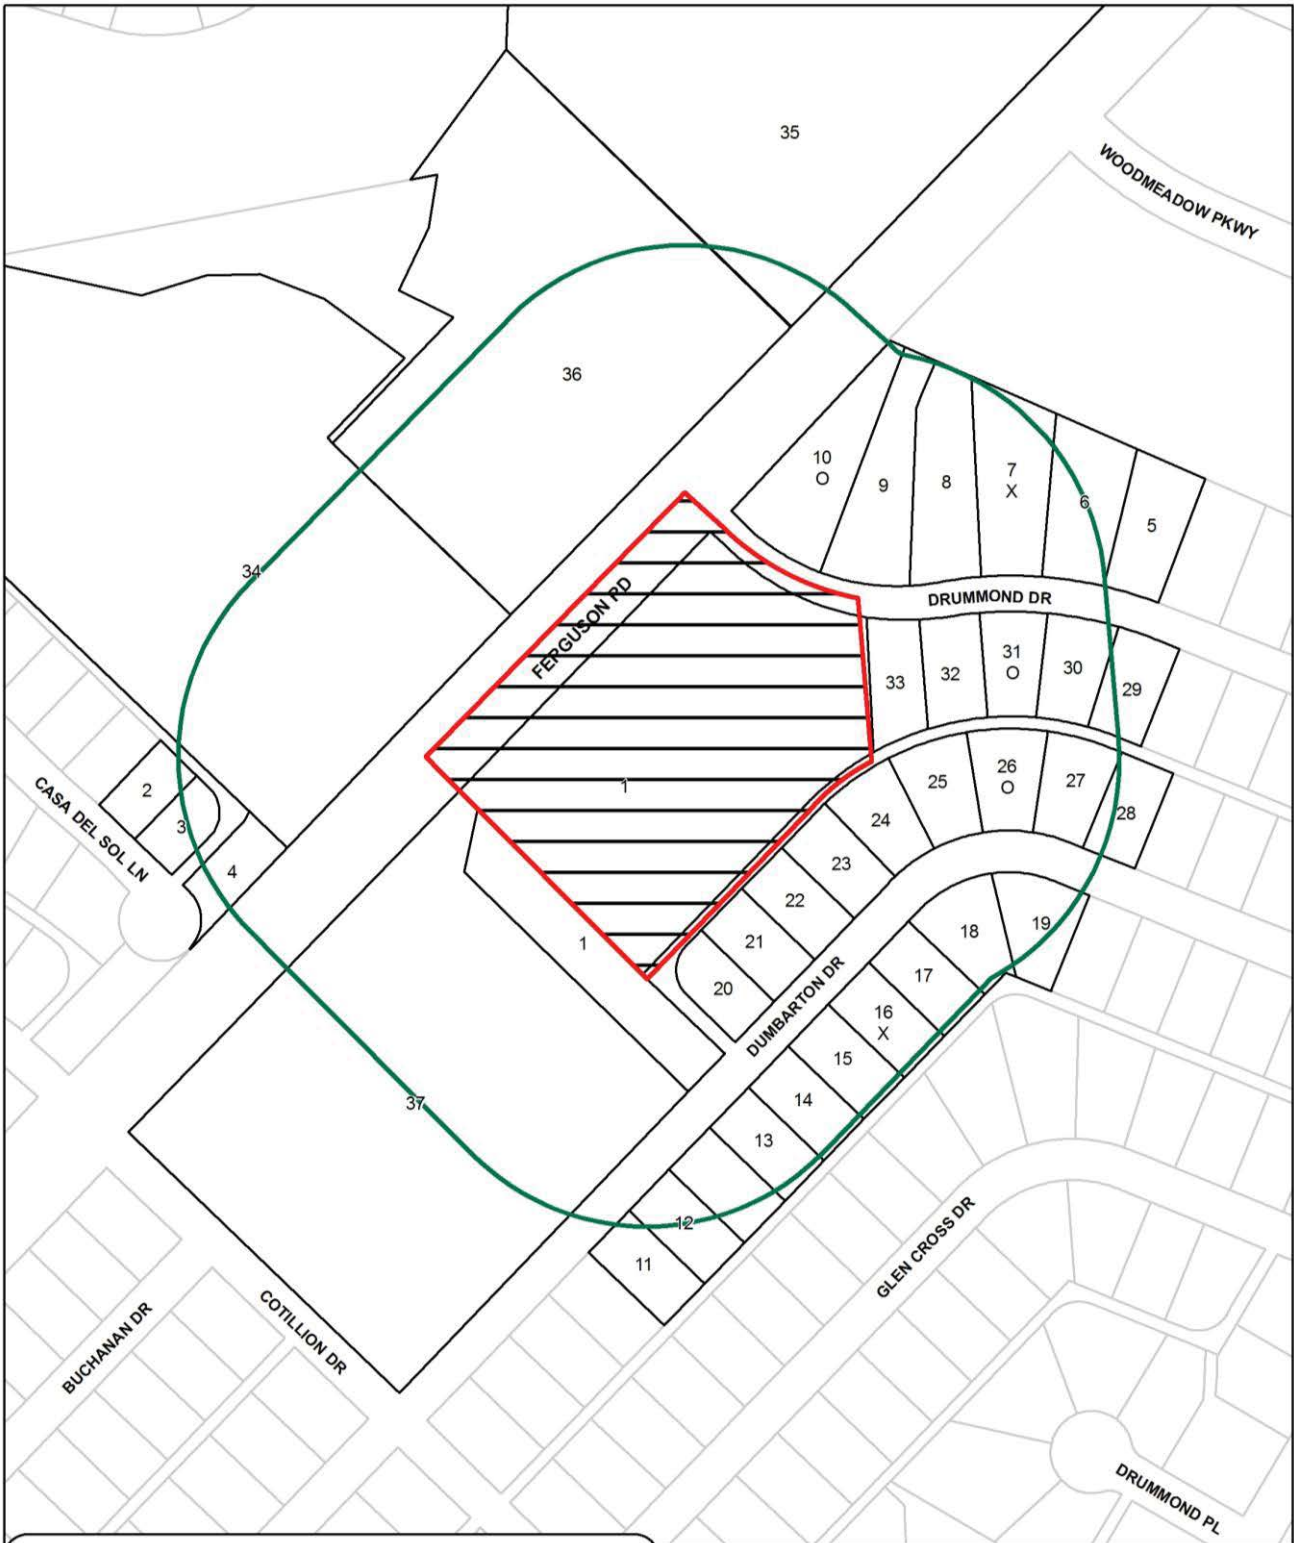 35
WOODMEADOW PKWY
36
10
O
9
8
7
X
6
5
34
FERGUSON RD
DRUMMOND DR
33
32
31
O
30
29
2
3
4
CASA DEL SOL LN
1
25
26
O
27
28
24
23
22
21
20
1
18
19
17
16
X
15
14
13
12
11
DUMBARTON DR
37
GLEN CROSS DR
BUCHANAN DR
COTILLION DR
DRUMMOND PL